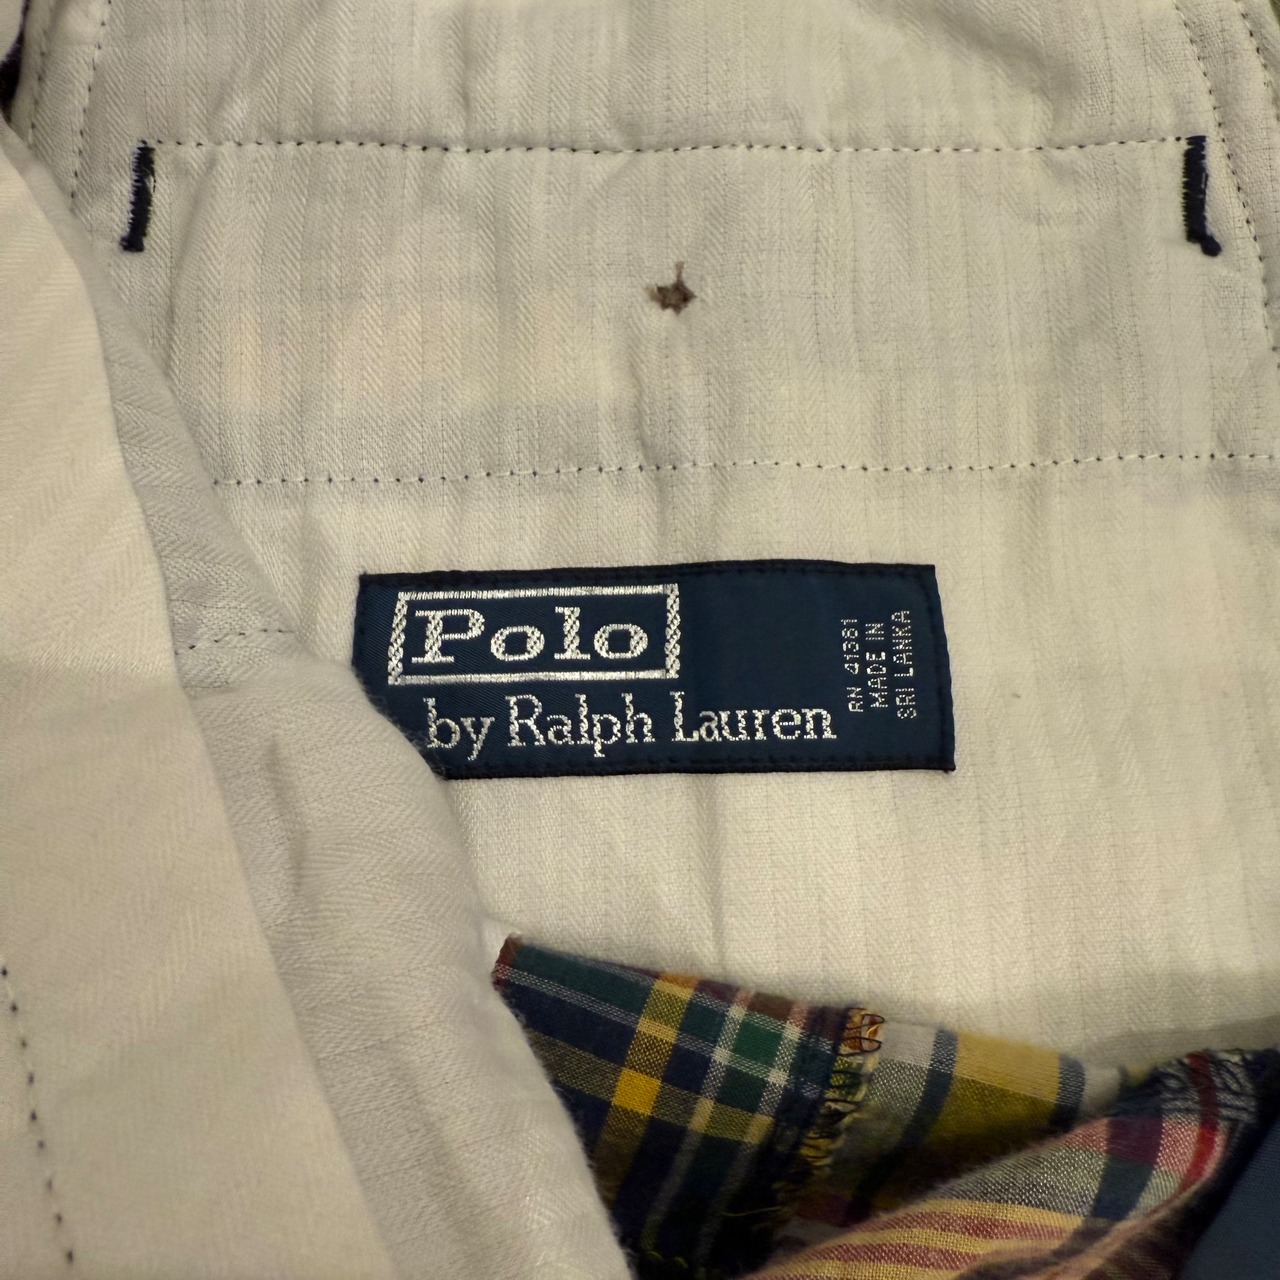 Polo
by Ralph Lauren
RN 41381
MADE IN
SRI LANKA